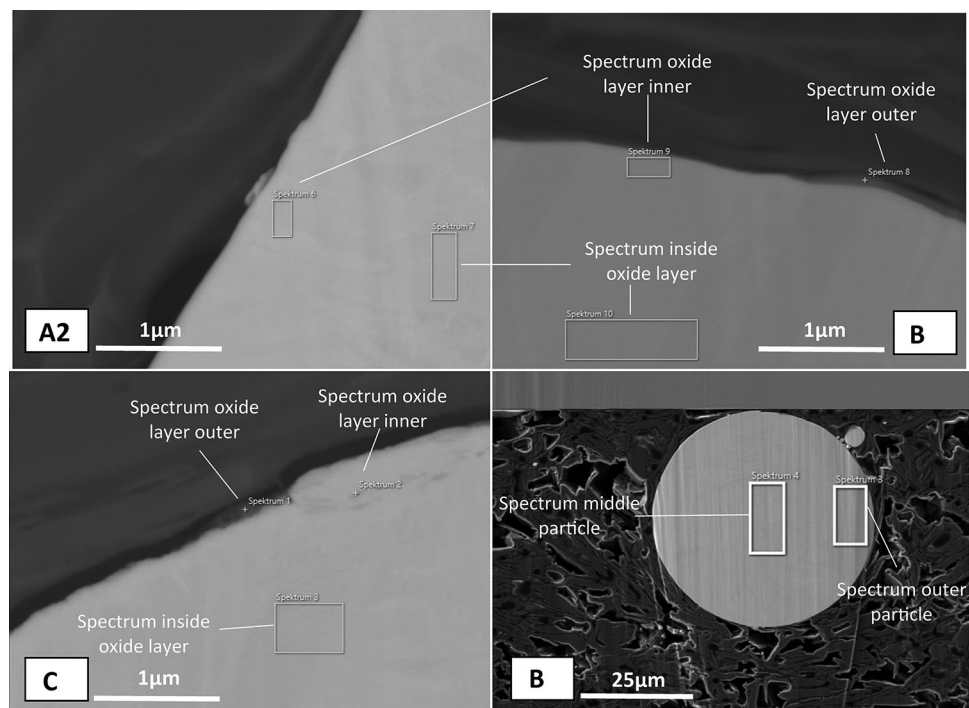 Spektrum 6
Spektrum 7
A2
1µm
Spectrum oxide
layer inner
Spectrum oxide
layer outer
Spektrum 9
Spektrum 8
Spectrum inside
oxide layer
Spektrum 10
1µm
B
Spectrum oxide
layer outer
Spectrum oxide
layer inner
Spektrum 1
Spektrum 2
Spektrum 3
Spectrum inside
oxide layer
C
1µm
Spektrum 4
Spektrum 3
Spectrum middle
particle
Spectrum outer
particle
B
25µm